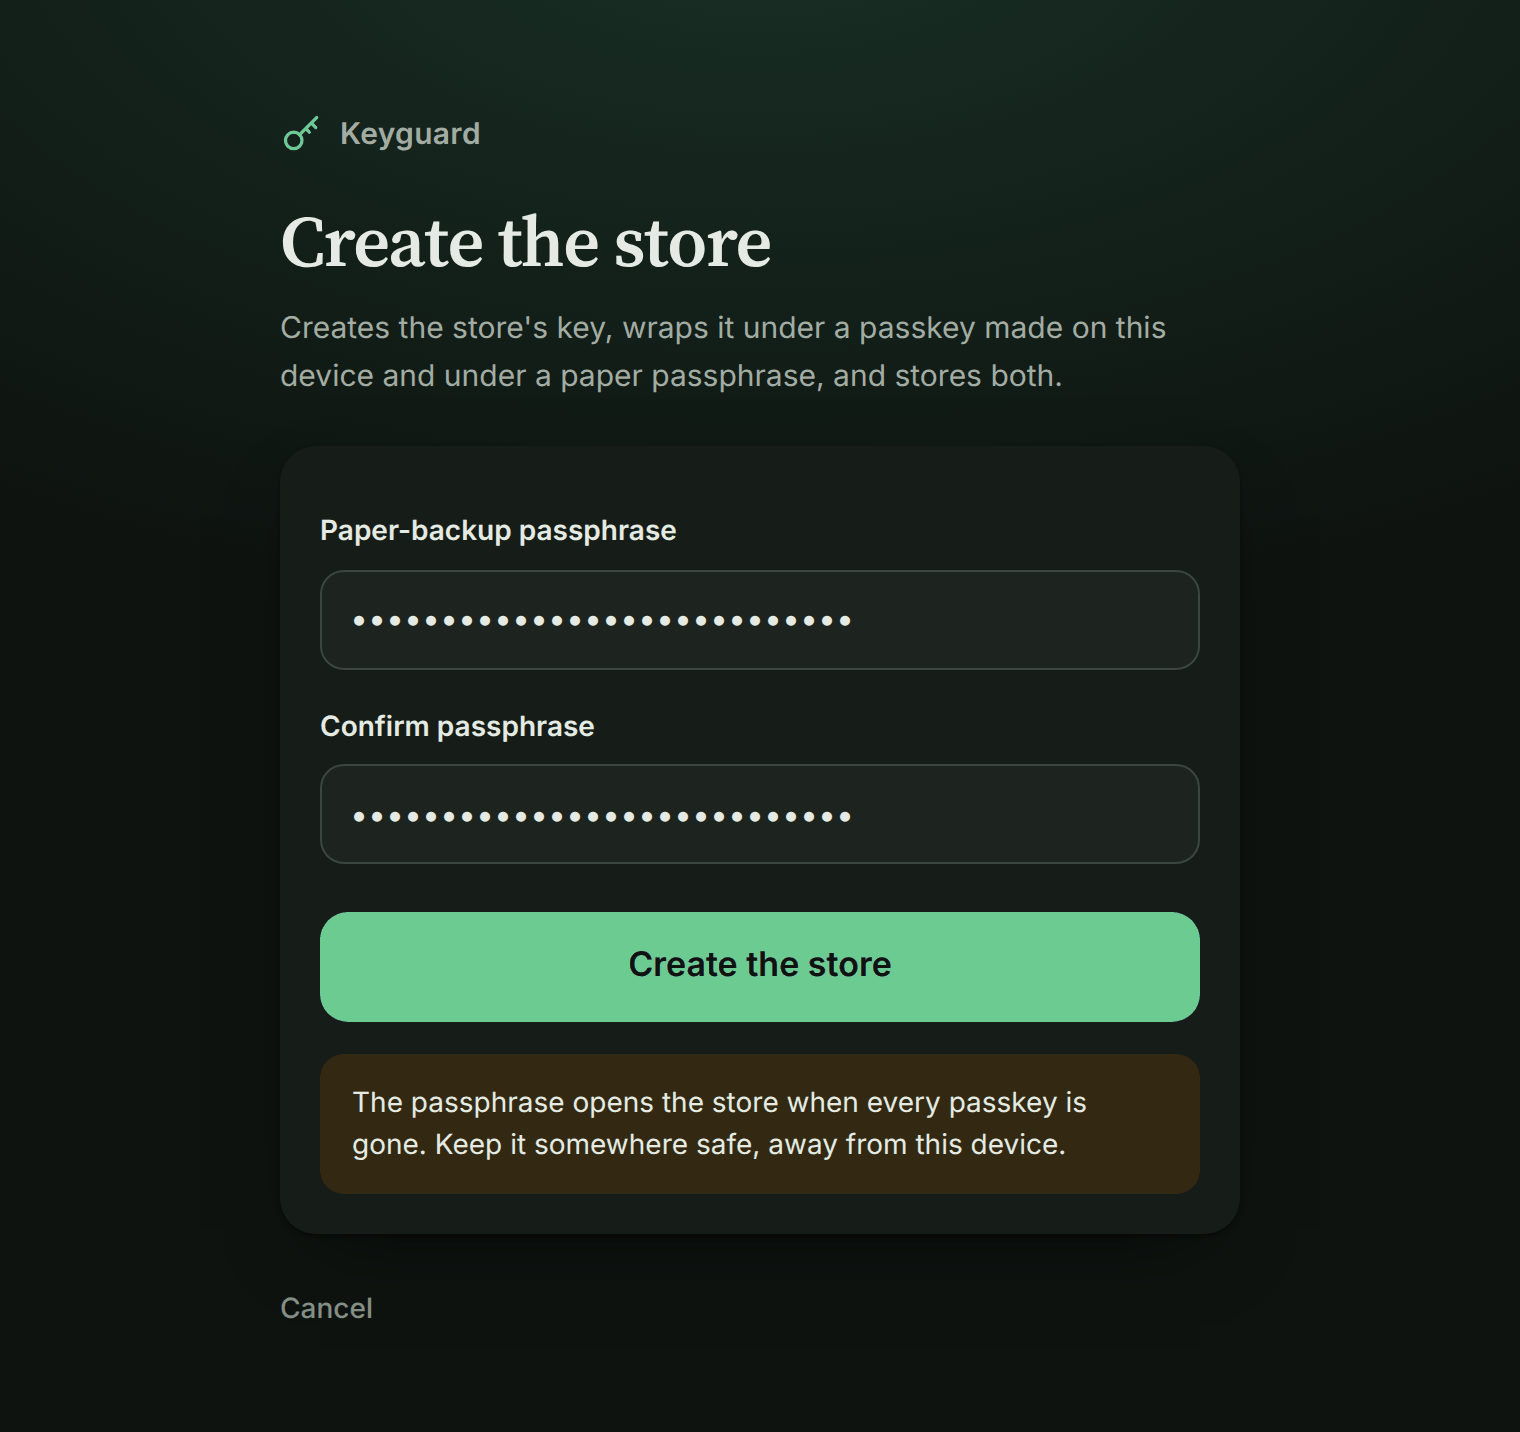 Keyguard
Create the store
Creates the store's key, wraps it under a passkey made on this
device and under a paper passphrase, and stores both.
Paper-backup passphrase
••••••••••••••••••••••••••••
Confirm passphrase
••••••••••••••••••••••••••••
Create the store
The passphrase opens the store when every passkey is
gone. Keep it somewhere safe, away from this device.
Cancel